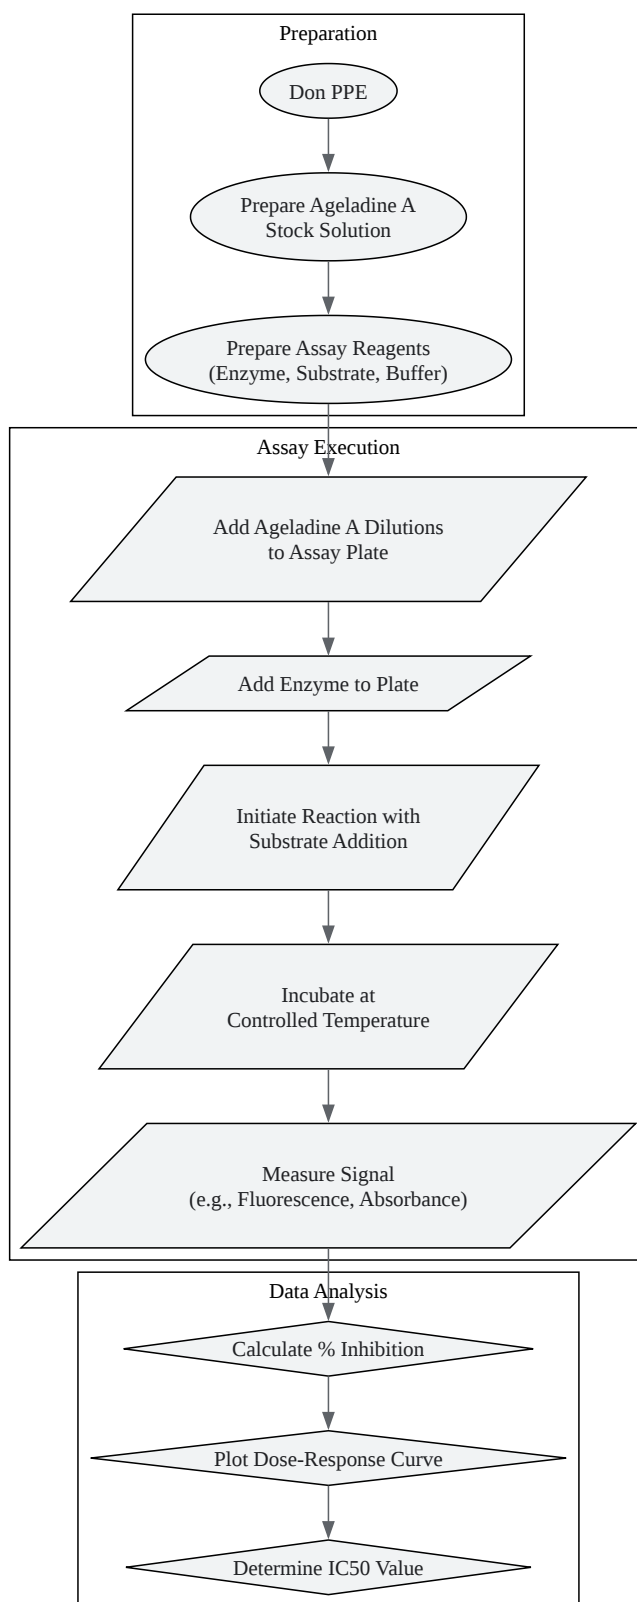 Preparation
Don PPE
Prepare Ageladine A
Stock Solution
Prepare Assay Reagents
(Enzyme, Substrate, Buffer)
Assay Execution
Add Ageladine A Dilutions
to Assay Plate
Add Enzyme to Plate
Initiate Reaction with
Substrate Addition
Incubate at
Controlled Temperature
Measure Signal
(e.g., Fluorescence, Absorbance)
Data Analysis
Calculate % Inhibition
Plot Dose-Response Curve
Determine IC50 Value